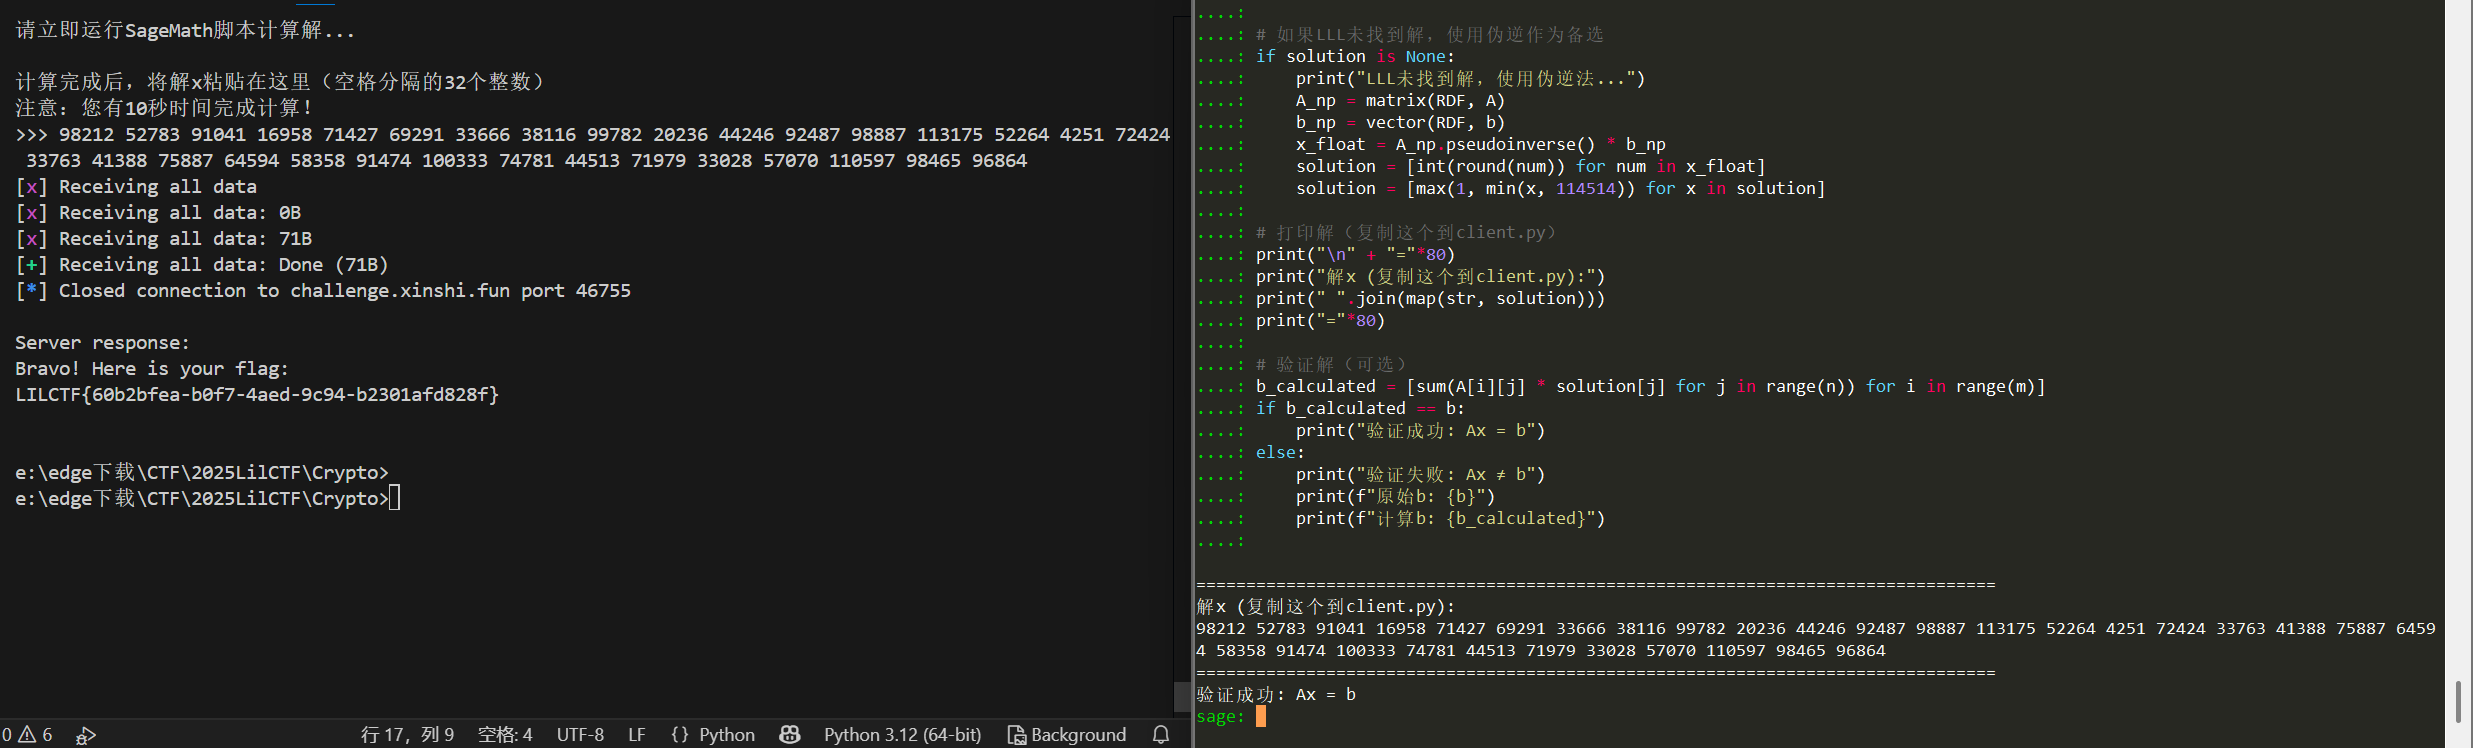 请立即运行SageMath脚本计算解...
计算完成后，将解x粘贴在这里（空格分隔的32个整数）
注意：您有10秒时间完成计算！
>>> 98212 52783 91041 16958 71427 69291 33666 38116 99782 20236 44246 92487 98887 113175 52264 4251 72424
33763 41388 75887 64594 58358 91474 100333 74781 44513 71979 33028 57070 110597 98465 96864
[x] Receiving all data
[x] Receiving all data: 0B
[x] Receiving all data: 71B
[+] Receiving all data: Done (71B)
[*] Closed connection to challenge.xinshi.fun port 46755
Server response:
Bravo! Here is your flag:
LILCTF{60b2bfea-b0f7-4aed-9c94-b2301afd828f}
e:\edge下载\CTF\2025LilCTF\Crypto>
e:\edge下载\CTF\2025LilCTF\Crypto>
0 6 行 17，列 9 空格: 4 UTF-8 LF {} Python Python 3.12 (64-bit) Background
....:
....: # 如果LLL未找到解，使用伪逆作为备选
....: if solution is None:
....:     print("LLL未找到解，使用伪逆法...")
....:     A_np = matrix(RDF, A)
....:     b_np = vector(RDF, b)
....:     x_float = A_np.pseudoinverse() * b_np
....:     solution = [int(round(num)) for num in x_float]
....:     solution = [max(1, min(x, 114514)) for x in solution]
....:
....: # 打印解（复制这个到client.py）
....: print("\n" + "="*80)
....: print("解x (复制这个到client.py):")
....: print(" ".join(map(str, solution)))
....: print("="*80)
....:
....: # 验证解（可选）
....: b_calculated = [sum(A[i][j] * solution[j] for j in range(n)) for i in range(m)]
....: if b_calculated == b:
....:     print("验证成功: Ax = b")
....: else:
....:     print("验证失败: Ax ≠ b")
....:     print(f"原始b: {b}")
....:     print(f"计算b: {b_calculated}")
....:
================================================================================
解x (复制这个到client.py):
98212 52783 91041 16958 71427 69291 33666 38116 99782 20236 44246 92487 98887 113175 52264 4251 72424 33763 41388 75887 6459
4 58358 91474 100333 74781 44513 71979 33028 57070 110597 98465 96864
================================================================================
验证成功: Ax = b
sage: